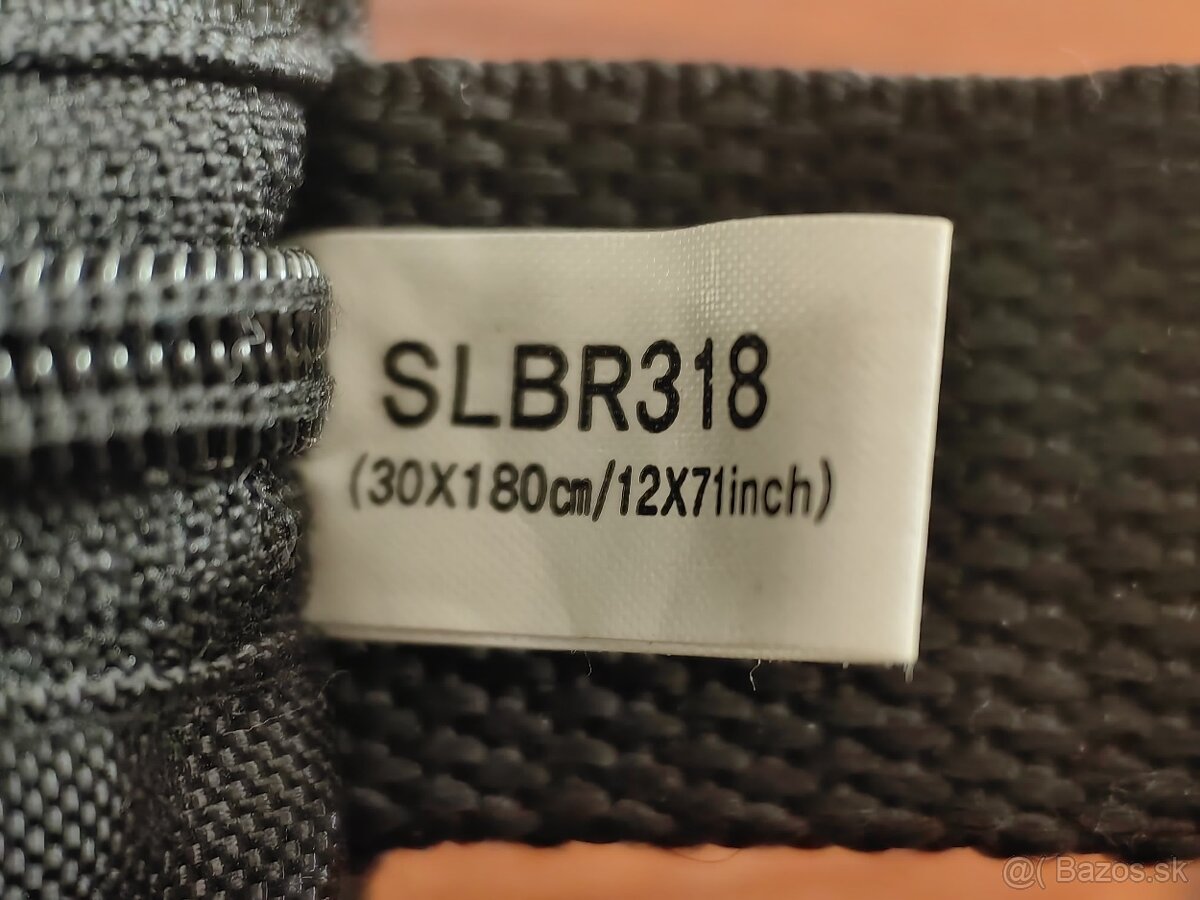 SLBR318
(30X180cm/12X71inch)
@( Bazos.sk